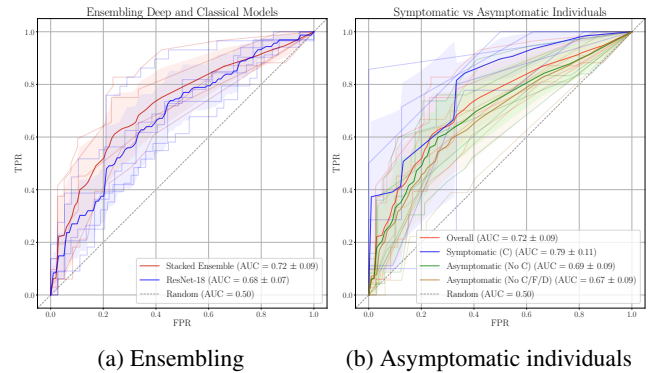 Ensembling Deep and Classical Models
TPR
1.0
0.8
0.6
0.4
0.2
0.0
0.0 0.2 0.4 0.6 0.8 1.0
FPR
Stacked Ensemble (AUC = 0.72 ± 0.09)
ResNet-18 (AUC = 0.68 ± 0.07)
Random (AUC = 0.50)
(a) Ensembling
Symptomatic vs Asymptomatic Individuals
TPR
1.0
0.8
0.6
0.4
0.2
0.0
0.0 0.2 0.4 0.6 0.8 1.0
FPR
Overall (AUC = 0.72 ± 0.09)
Symptomatic (C) (AUC = 0.79 ± 0.11)
Asymptomatic (No C) (AUC = 0.69 ± 0.09)
Asymptomatic (No C/F/D) (AUC = 0.67 ± 0.09)
Random (AUC = 0.50)
(b) Asymptomatic individuals